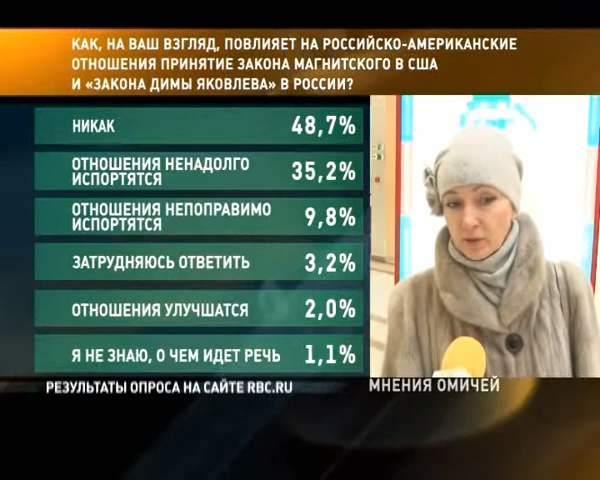 КАК, НА ВАШ ВЗГЛЯД, ПОВЛИЯЕТ НА РОССИЙСКО-АМЕРИКАНСКИЕ
ОТНОШЕНИЯ ПРИНЯТИЕ ЗАКОНА МАГНИТСКОГО В США
И «ЗАКОНА ДИМЫ ЯКОВЛЕВА» В РОССИИ?
НИКАК 48,7%
ОТНОШЕНИЯ НЕНАДОЛГО
ИСПОРТЯТСЯ 35,2%
ОТНОШЕНИЯ НЕПОПРАВИМО
ИСПОРТЯТСЯ 9,8%
ЗАТРУДНЯЮСЬ ОТВЕТИТЬ 3,2%
ОТНОШЕНИЯ УЛУЧШАТСЯ 2,0%
Я НЕ ЗНАЮ, О ЧЕМ ИДЕТ РЕЧЬ 1,1%
РЕЗУЛЬТАТЫ ОПРОСА НА САЙТЕ RBC.RU
МНЕНИЯ ОМИЧЕЙ